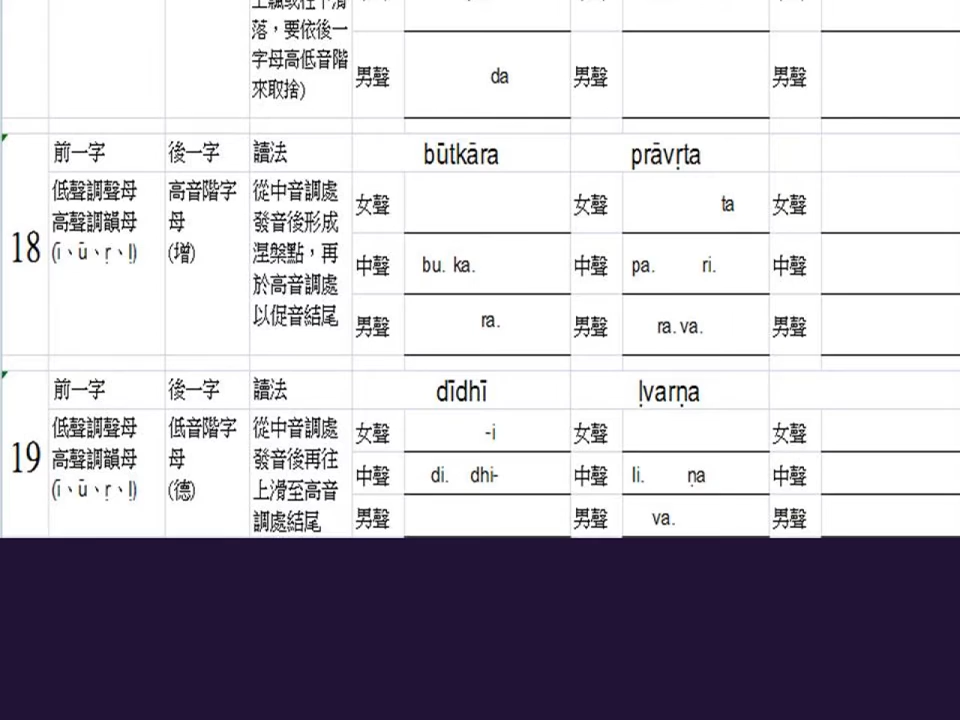 落，要依後一
字母高低音階
來取捨)
男聲 da 男聲 男聲
18
前一字 後一字 讀法 būtkāra prāvṛta
低聲調聲母
高聲調韻母
(ī、ū、ṛ、ḷ)
高音階字
母
(增)
從中音調處
發音後形成
涅槃點，再
於高音調處
以促音結尾
女聲 女聲 ta 女聲
中聲 bu. ka. 中聲 pa. ri. 中聲
男聲 ra. 男聲 ra. va. 男聲
19
前一字 後一字 讀法 dīdhī ḷvarṇa
低聲調聲母
高聲調韻母
(ī、ū、ṛ、ḷ)
低音階字
母
(德)
從中音調處
發音後再往
上滑至高音
調處結尾
女聲 -i 女聲 女聲
中聲 di. dhi- 中聲 li. ṇa 中聲
男聲 男聲 va. 男聲